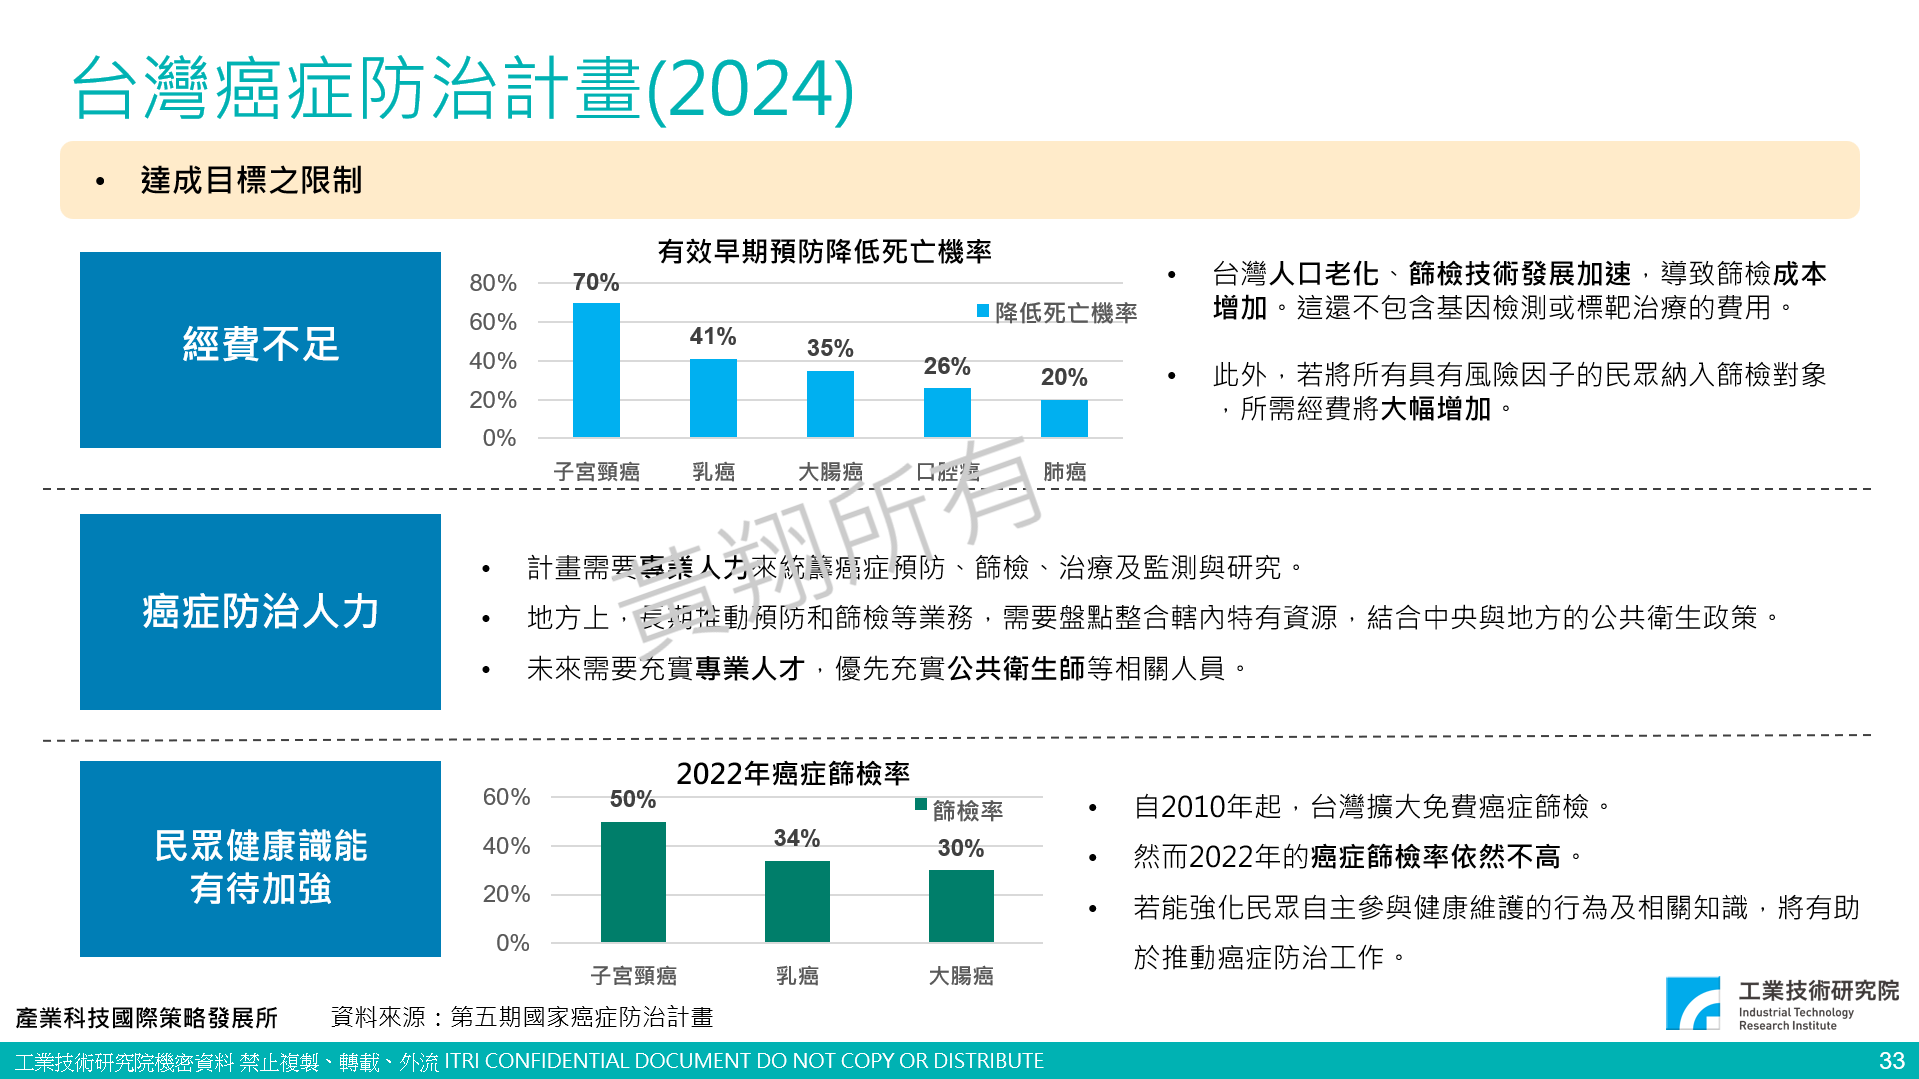 台灣癌症防治計畫(2024)
• 達成目標之限制
經費不足
有效早期預防降低死亡機率
80%
60%
40%
20%
0%
70%
41%
35%
26%
20%
降低死亡機率
子宮頸癌 乳癌 大腸癌 口腔癌 肺癌
• 台灣人口老化、篩檢技術發展加速，導致篩檢成本
增加。這還不包含基因檢測或標靶治療的費用。
• 此外，若將所有具有風險因子的民眾納入篩檢對象
，所需經費將大幅增加。
癌症防治人力
• 計畫需要專業人力來統籌癌症預防、篩檢、治療及監測與研究。
• 地方上，長期推動預防和篩檢等業務，需要盤點整合轄內特有資源，結合中央與地方的公共衛生政策。
• 未來需要充實專業人才，優先充實公共衛生師等相關人員。
黃翔所有
民眾健康識能
有待加強
2022年癌症篩檢率
60%
40%
20%
0%
50%
34%
30%
篩檢率
子宮頸癌 乳癌 大腸癌
• 自2010年起，台灣擴大免費癌症篩檢。
• 然而2022年的癌症篩檢率依然不高。
• 若能強化民眾自主參與健康維護的行為及相關知識，將有助
於推動癌症防治工作。
產業科技國際策略發展所
資料來源：第五期國家癌症防治計畫
工業技術研究院
Industrial Technology
Research Institute
工業技術研究院機密資料 禁止複製、轉載、外流 ITRI CONFIDENTIAL DOCUMENT DO NOT COPY OR DISTRIBUTE
33